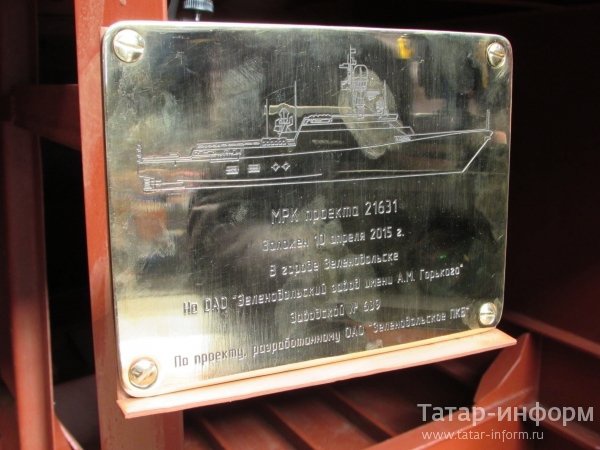 МРК проекта 21631
Заложен 10 апреля 2015 г.
В городе Зеленодольске
На ОАО "Зеленодольский завод имени А.М. Горького"
Заводской № 639
По проекту, разработанному ОАО "Зеленодольское ПКБ"
Татар-информ
www.tatar-inform.ru